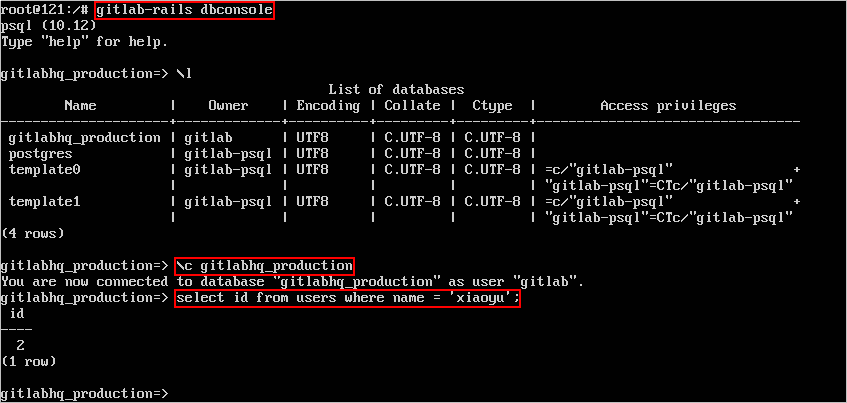 root@121:/# gitlab-rails dbconsole
psql (10.12)
Type "help" for help.
gitlabhq_production=> \l
List of databases
Name | Owner | Encoding | Collate | Ctype | Access privileges
---------------------+-------------+----------+---------+---------+---------------------------------
gitlabhq_production | gitlab | UTF8 | C.UTF-8 | C.UTF-8 |
postgres | gitlab-psql | UTF8 | C.UTF-8 | C.UTF-8 |
template0 | gitlab-psql | UTF8 | C.UTF-8 | C.UTF-8 | =c/"gitlab-psql" +
| | | | | "gitlab-psql"=CTc/"gitlab-psql"
template1 | gitlab-psql | UTF8 | C.UTF-8 | C.UTF-8 | =c/"gitlab-psql" +
| | | | | "gitlab-psql"=CTc/"gitlab-psql"
(4 rows)
gitlabhq_production=> \c gitlabhq_production
You are now connected to database "gitlabhq_production" as user "gitlab".
gitlabhq_production=> select id from users where name = 'xiaoyu';
id
----
2
(1 row)
gitlabhq_production=>